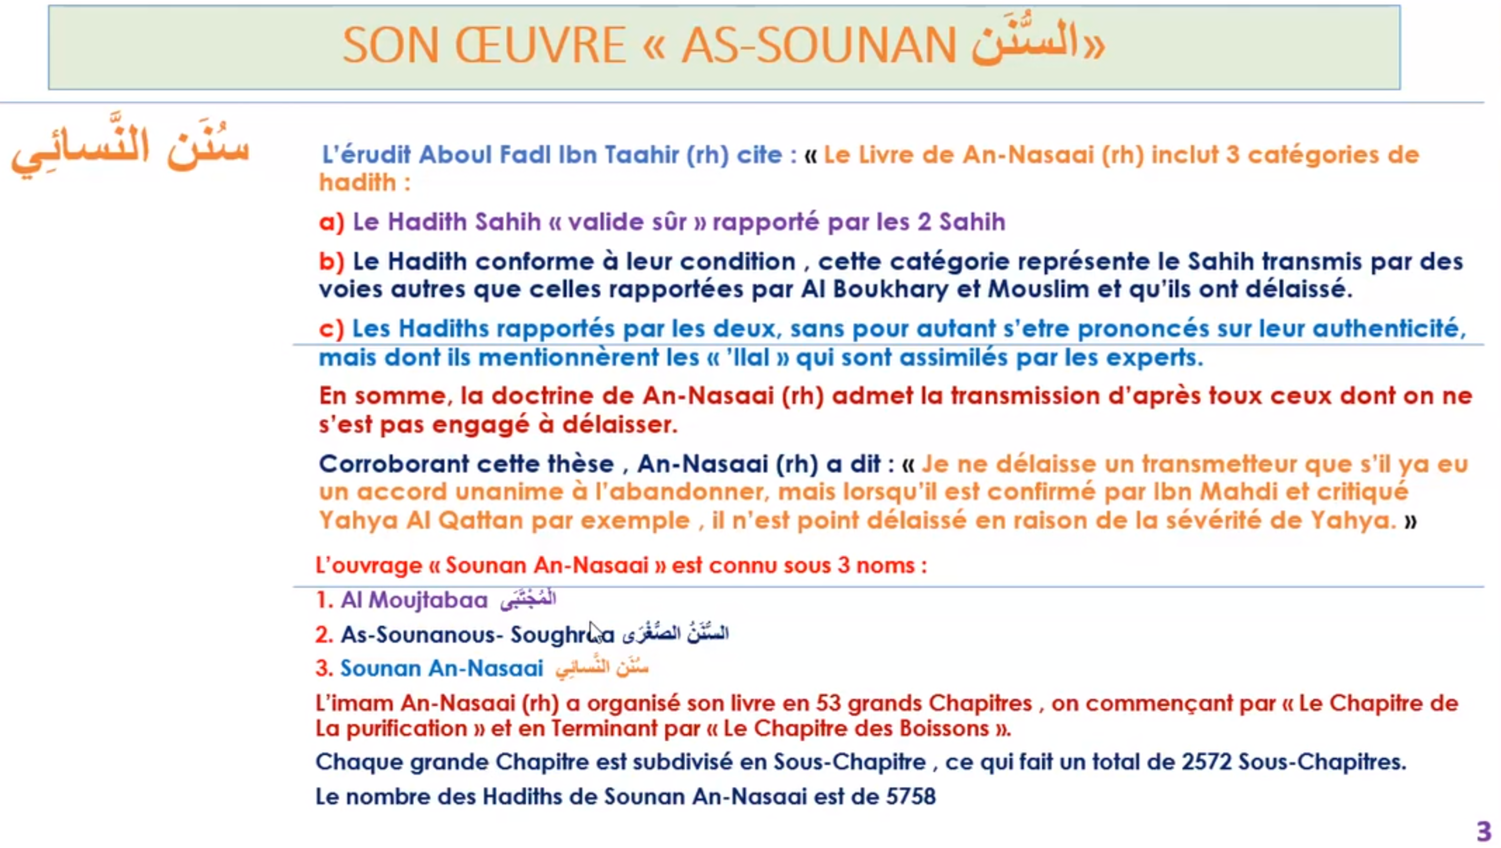 SON ŒUVRE « AS-SOUNAN السُّنَن»
سُنَن النَّسائِي
L’érudit Aboul Fadl Ibn Taahir (rh) cite : « Le Livre de An-Nasaai (rh) inclut 3 catégories de
hadith :
a) Le Hadith Sahih « valide sûr » rapporté par les 2 Sahih
b) Le Hadith conforme à leur condition , cette catégorie représente le Sahih transmis par des
voies autres que celles rapportées par Al Boukhary et Mouslim et qu’ils ont délaissé.
c) Les Hadiths rapportés par les deux, sans pour autant s’etre prononcés sur leur authenticité,
mais dont ils mentionnèrent les « ’Ilal » qui sont assimilés par les experts.
En somme, la doctrine de An-Nasaai (rh) admet la transmission d’après toux ceux dont on ne
s’est pas engagé à délaisser.
Corroborant cette thèse , An-Nasaai (rh) a dit : « Je ne délaisse un transmetteur que s’il ya eu
un accord unanime à l’abandonner, mais lorsqu’il est confirmé par Ibn Mahdi et critiqué
Yahya Al Qattan par exemple , il n’est point délaissé en raison de la sévérité de Yahya. »
L’ouvrage « Sounan An-Nasaai » est connu sous 3 noms :
1. Al Moujtabaa المُجْتَبَى
2. As-Sounanous- Soughraa السُّنَنُ الصُّغْرَى
3. Sounan An-Nasaai سُنَن النَّسائِي
L’imam An-Nasaai (rh) a organisé son livre en 53 grands Chapitres , on commençant par « Le Chapitre de
La purification » et en Terminant par « Le Chapitre des Boissons ».
Chaque grande Chapitre est subdivisé en Sous-Chapitre , ce qui fait un total de 2572 Sous-Chapitres.
Le nombre des Hadiths de Sounan An-Nasaai est de 5758
3